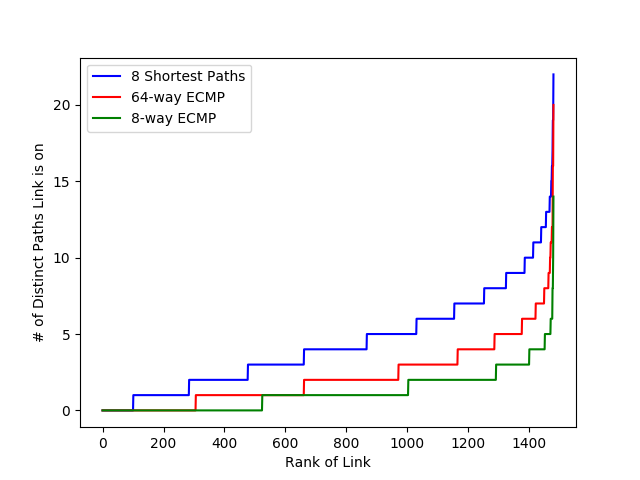 8 Shortest Paths
64-way ECMP
8-way ECMP
# of Distinct Paths Link is on
20
15
10
5
0
0 200 400 600 800 1000 1200 1400
Rank of Link